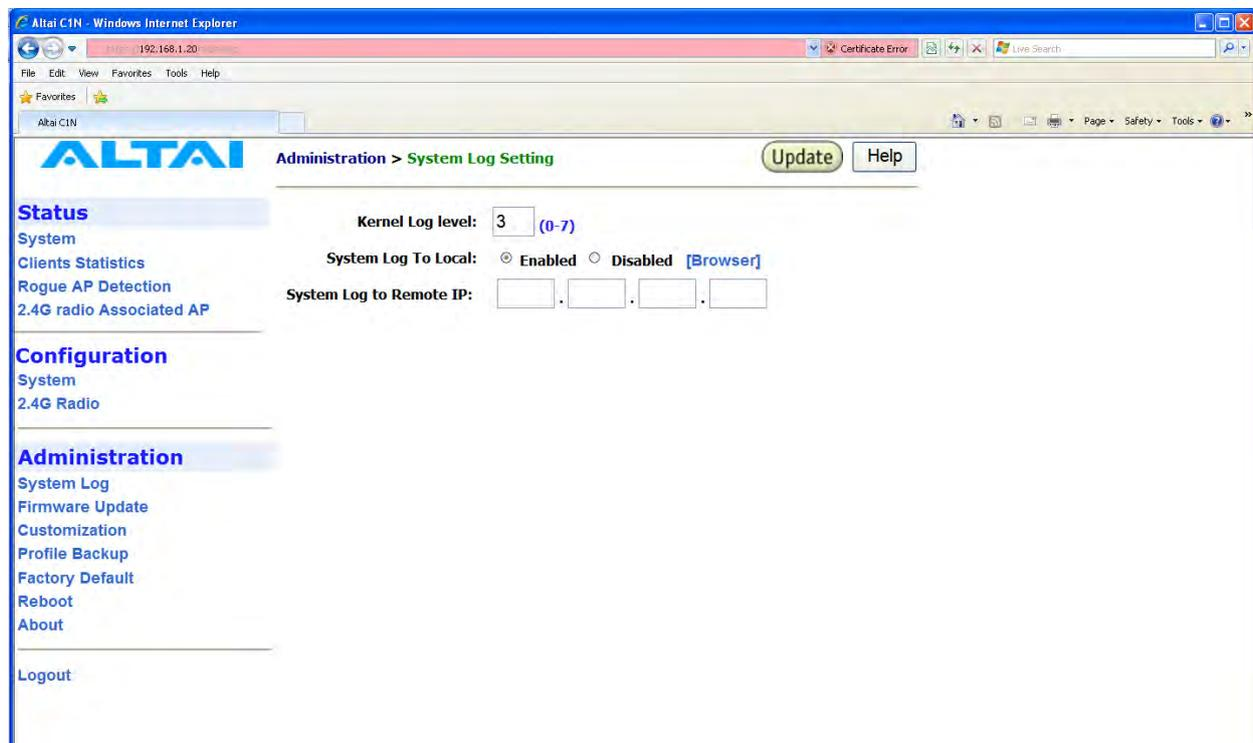 Altai C1N - Windows Internet Explorer
192.168.1.20
Certificate Error
Live Search
File Edit View Favorites Tools Help
Favorites
Altai C1N
Page Safety Tools
ALTAI
Administration > System Log Setting
Update
Help
Status
System
Clients Statistics
Rogue AP Detection
2.4G radio Associated AP
Configuration
System
2.4G Radio
Administration
System Log
Firmware Update
Customization
Profile Backup
Factory Default
Reboot
About
Logout
Kernel Log level: 3 (0-7)
System Log To Local: Enabled Disabled [Browser]
System Log to Remote IP: . . .